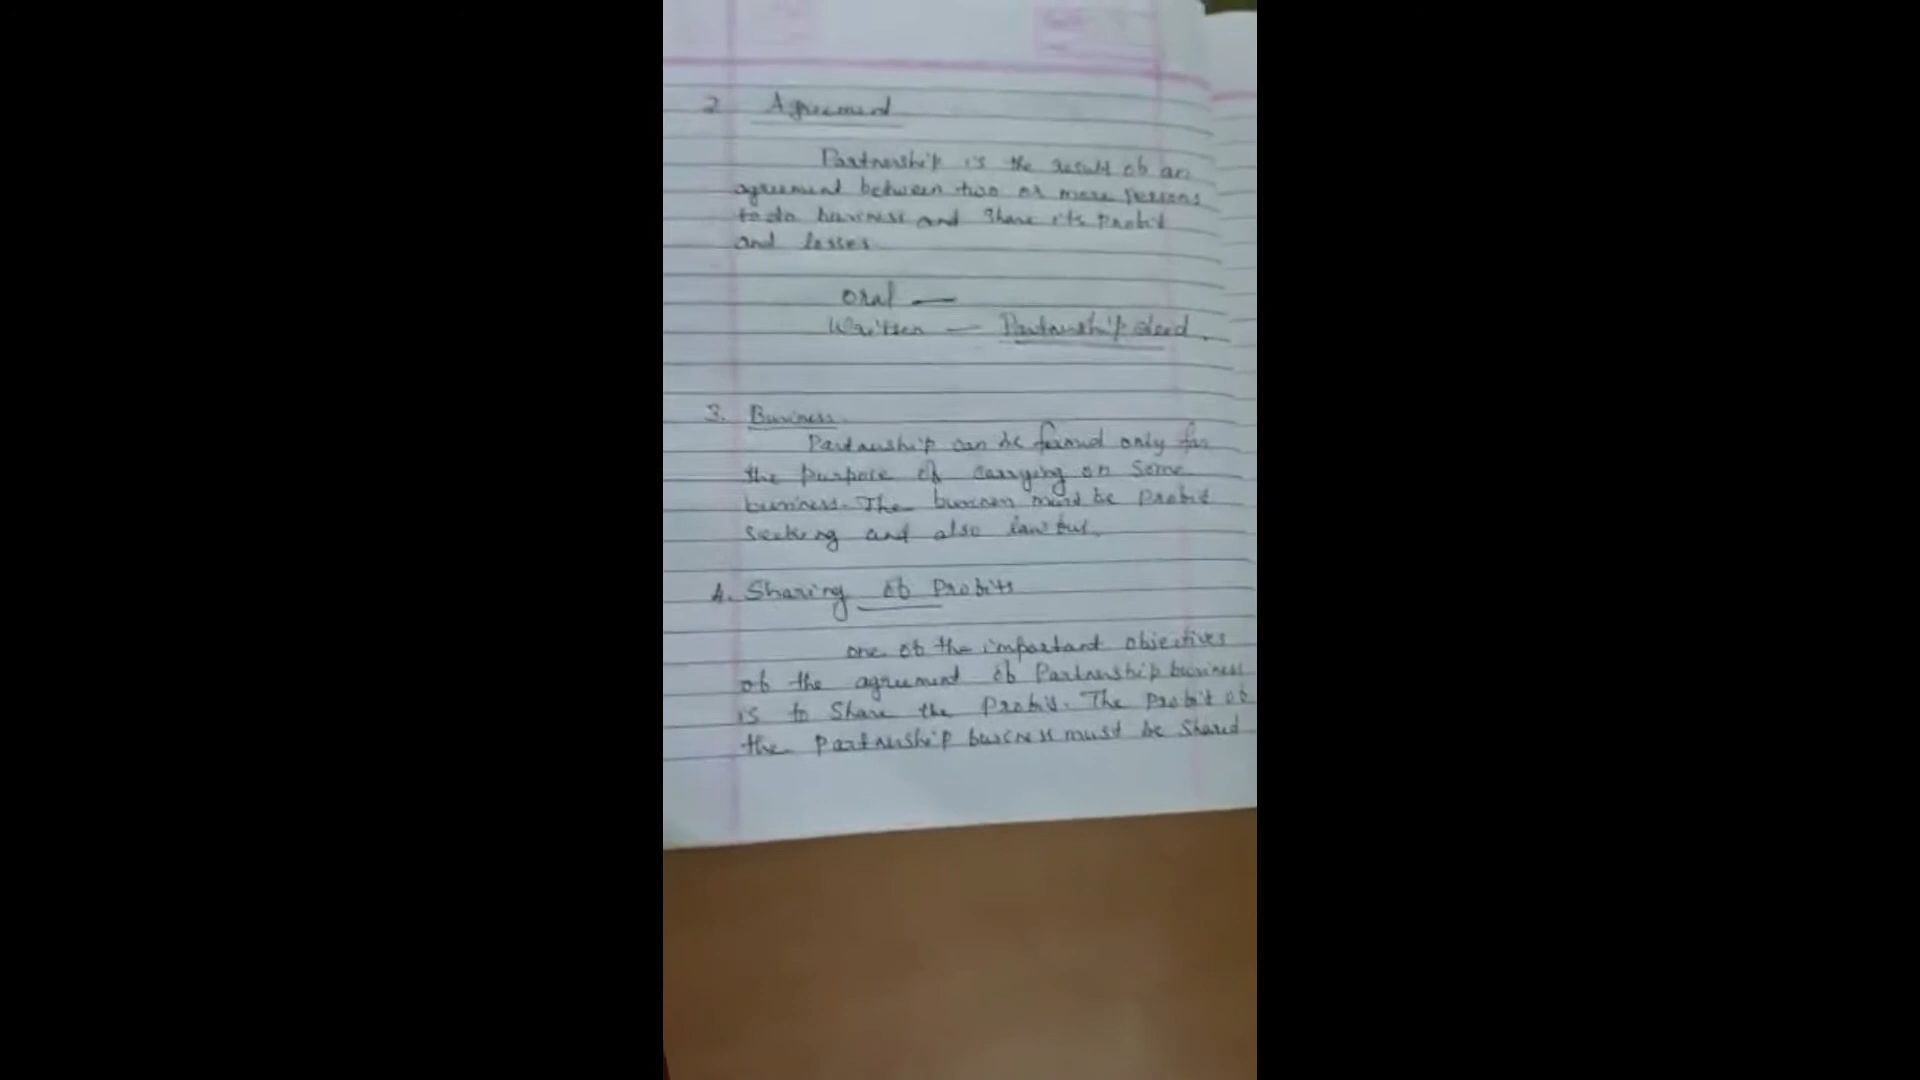 2 Agreement
Partnership is the result of an
agreement between two or more persons
to do business and share its profit
and losses
Oral —
Written — Partnership deed.
3. Business.
Partnership can be formed only for
the purpose of carrying on some
business. The business must be profit
seeking and also lawful.
4. Sharing of Profits
one of the important objectives
of the agreement of Partnership business
is to share the profit. The profit of
the partnership business must be shared